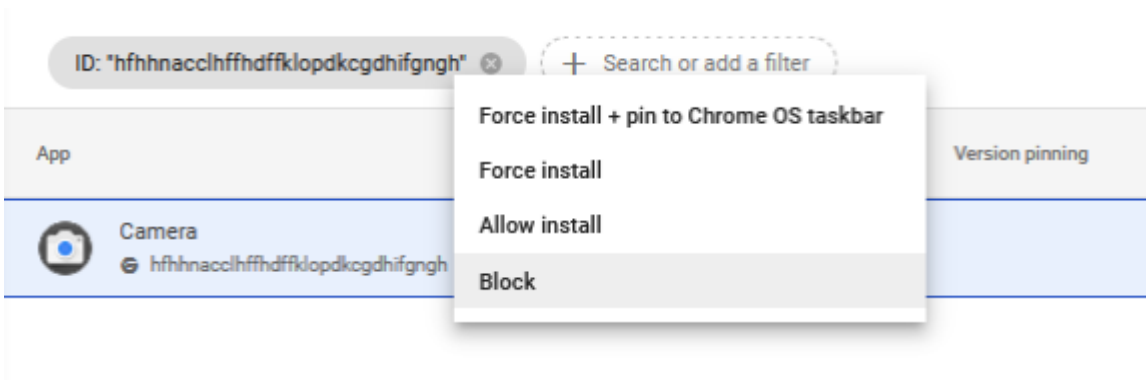 ID: "hfhhnacclhffhdffklopdkcgdhifgngh"
Search or add a filter
Force install + pin to Chrome OS taskbar
App
Version pinning
Force install
Allow install
Camera
hfhhnacclhffhdffklopdkcgdhifgngh
Block